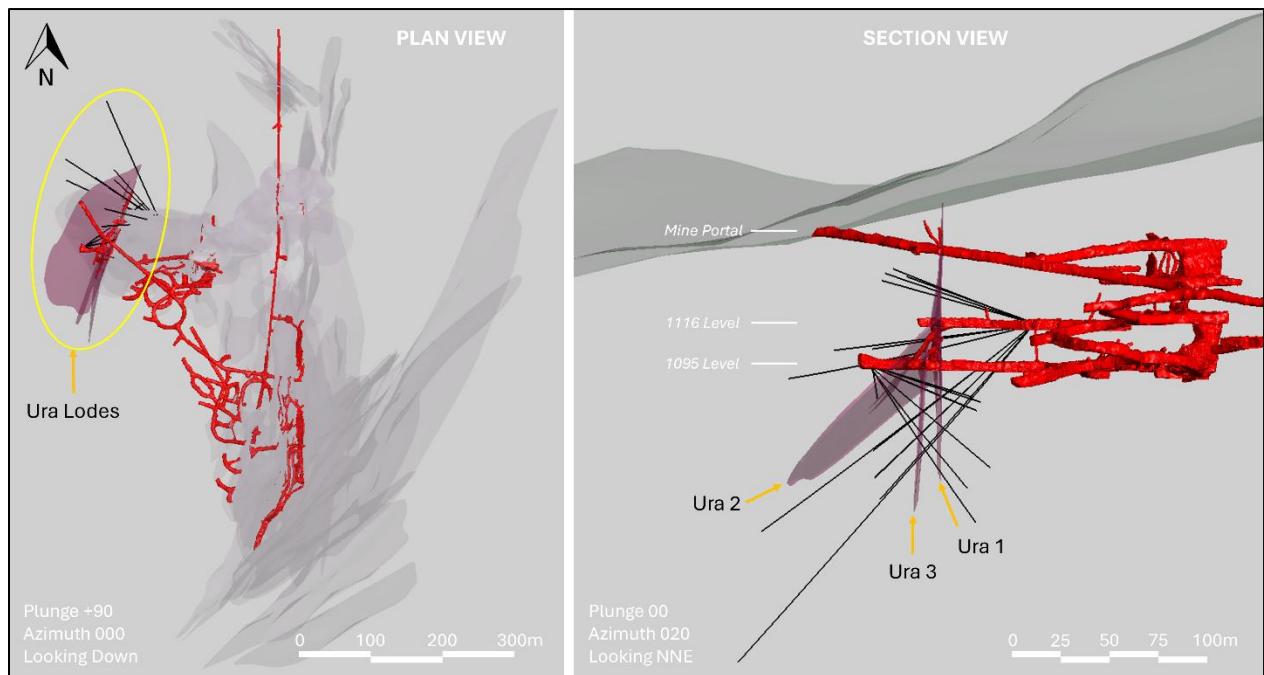 PLAN VIEW
N
Ura Lodes
Plunge +90
Azimuth 000
Looking Down
0 100 200 300m
SECTION VIEW
Mine Portal
1116 Level
1095 Level
Ura 2
Ura 1
Ura 3
Plunge 00
Azimuth 020
Looking NNE
0 25 50 75 100m